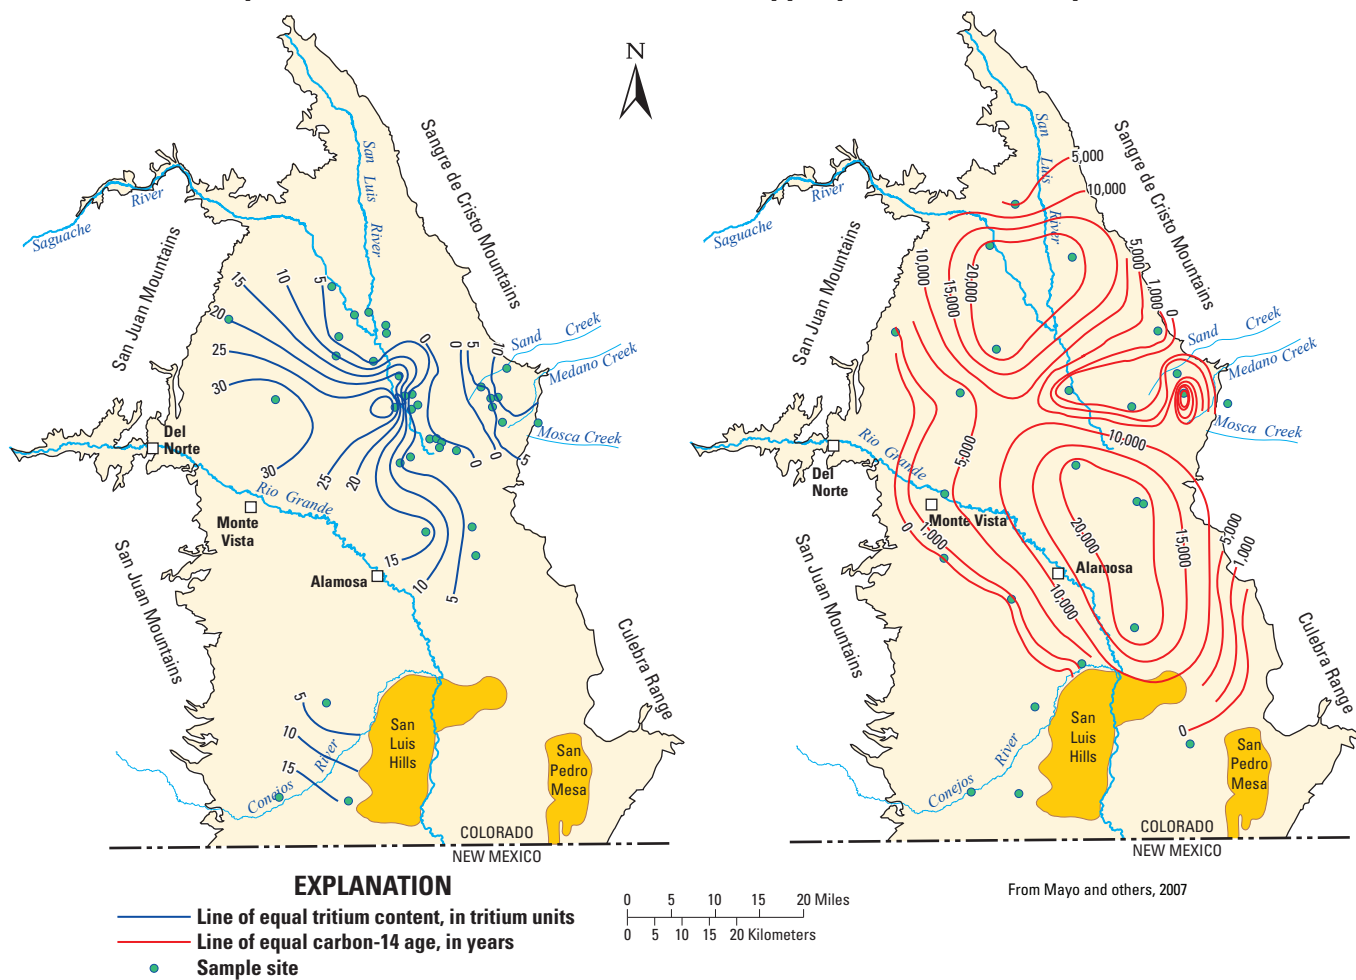 N
San Luis River
Saguache River
San Juan Mountains
Sangre de Cristo Mountains
15
10
5
20
25
30
0
0
5
0
Sand Creek
Medano Creek
Mosca Creek
0
5
Del
Norte
30
25
20
Rio Grande
Monte
Vista
15
10
5
Alamosa
San Juan Mountains
Culebra Range
5
10
15
Conejos River
San
Luis
Hills
San
Pedro
Mesa
COLORADO
NEW MEXICO
San Luis River
5,000
10,000
Saguache River
San Juan Mountains
Sangre de Cristo Mountains
10,000
15,000
20,000
5,000
1,000
0
Sand Creek
Medano Creek
Mosca Creek
10,000
5,000
Rio Grande
Del
Norte
Monte Vista
0
1,000
20,000
15,000
5,000
1,000
Alamosa
10,000
San Juan Mountains
Culebra Range
0
Conejos River
San
Luis
Hills
San
Pedro
Mesa
COLORADO
NEW MEXICO
EXPLANATION
Line of equal tritium content, in tritium units
Line of equal carbon-14 age, in years
Sample site
0 5 10 15 20 Miles
0 5 10 15 20 Kilometers
From Mayo and others, 2007